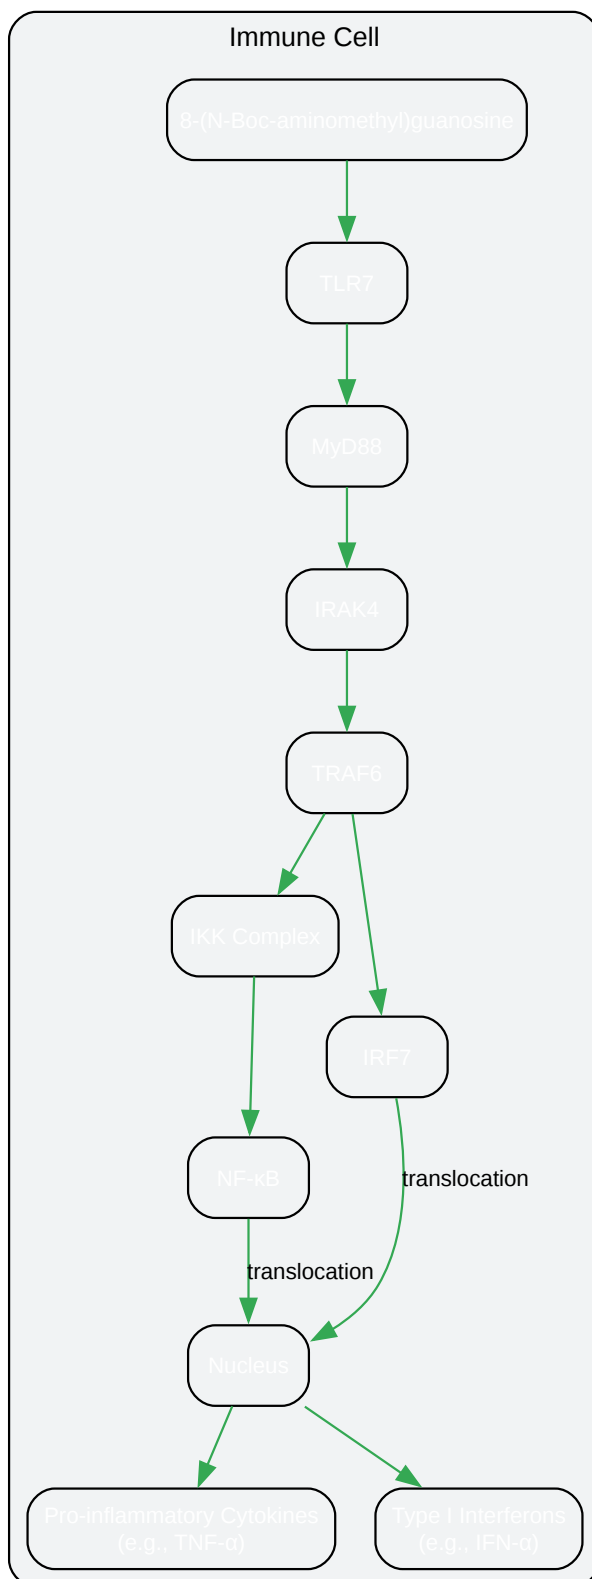 Immune Cell
8-(N-Boc-aminomethyl)guanosine
TLR7
MyD88
IRAK4
TRAF6
IKK Complex
IRF7
NF-κB
translocation
translocation
Nucleus
Pro-inflammatory Cytokines
(e.g., TNF-α)
Type I Interferons
(e.g., IFN-α)